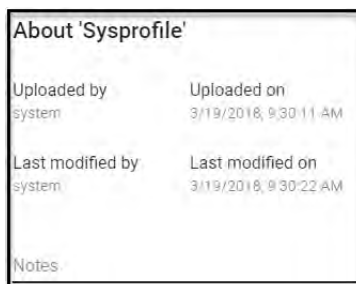 About 'Sysprofile'
Uploaded by Uploaded on
system 3/19/2018, 9:30:11 AM
Last modified by Last modified on
system 3/19/2018, 9:30:22 AM
Notes